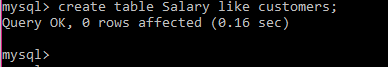 mysql> create table Salary like customers;
Query OK, 0 rows affected (0.16 sec)
mysql>